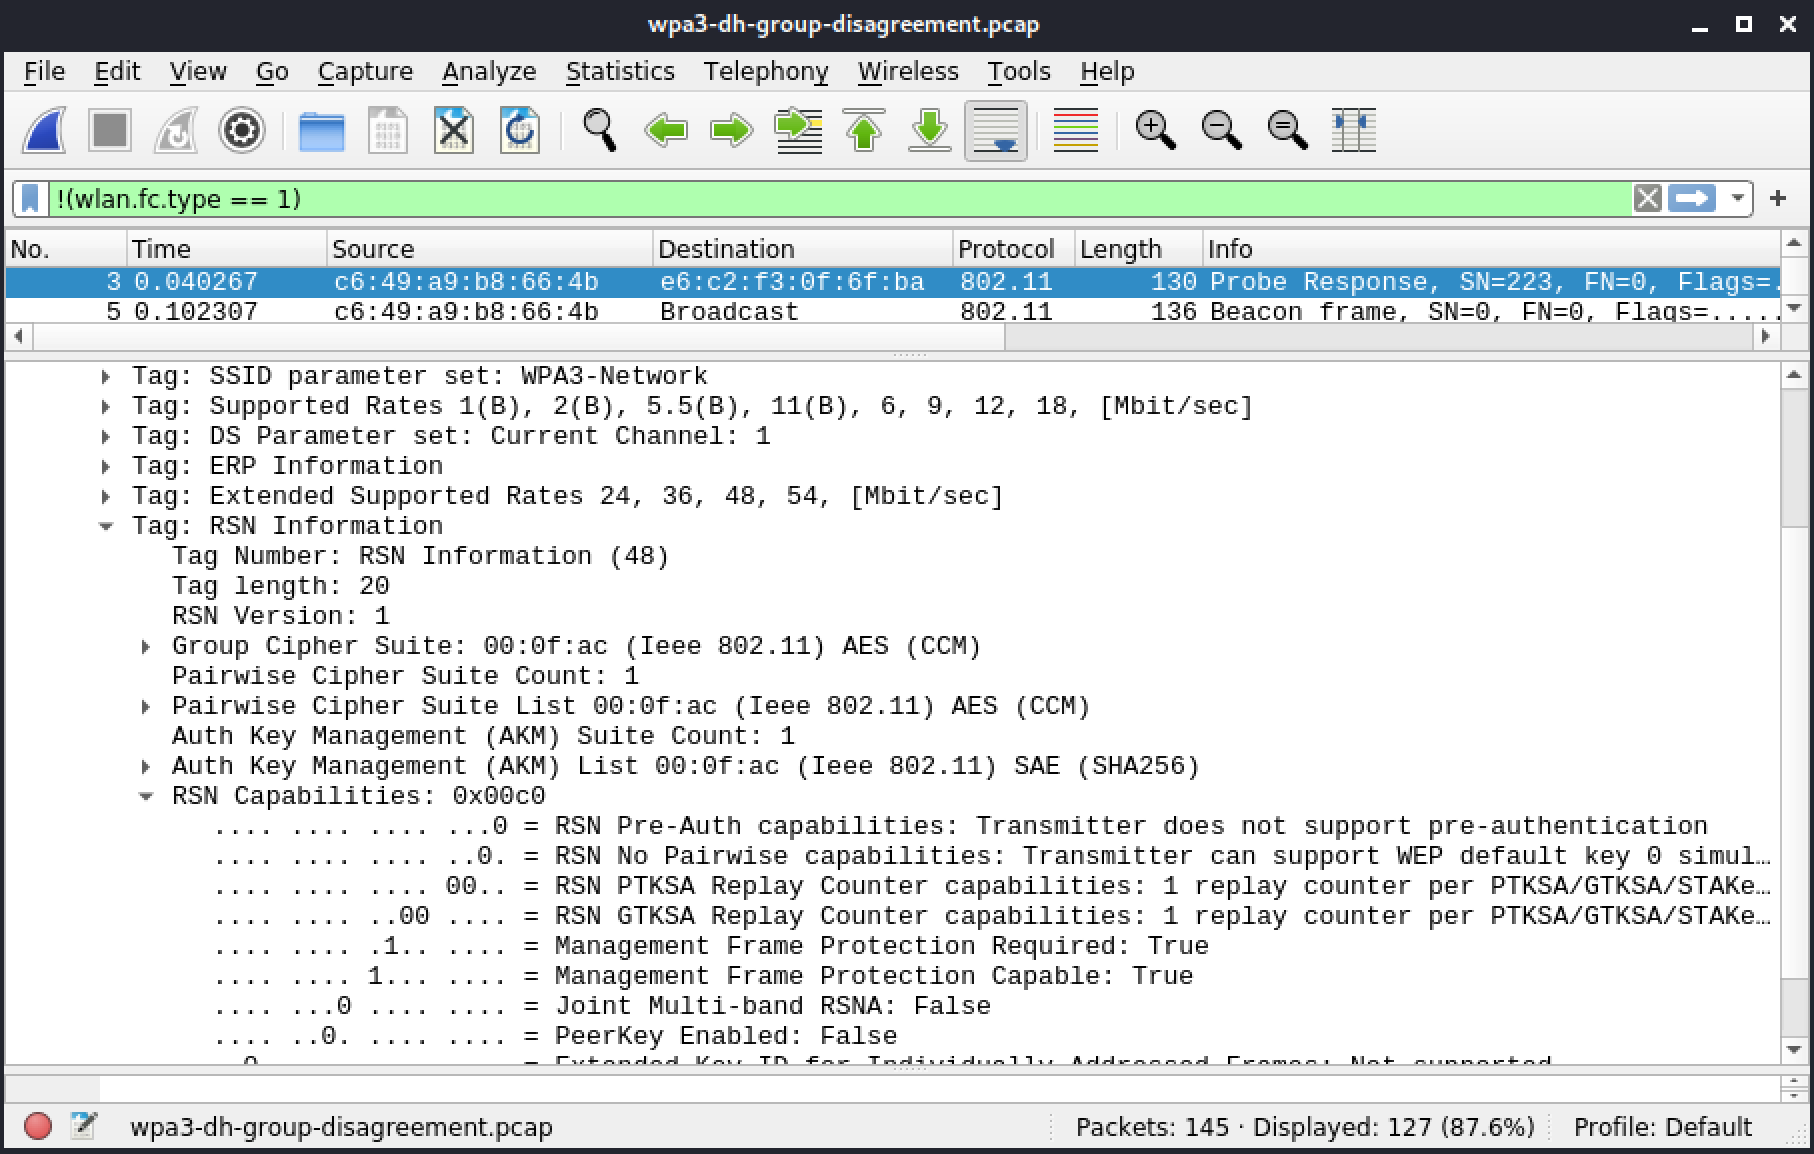 wpa3-dh-group-disagreement.pcap
File Edit View Go Capture Analyze Statistics Telephony Wireless Tools Help
!(wlan.fc.type == 1)
No. Time Source Destination Protocol Length Info
3 0.040267 c6:49:a9:b8:66:4b e6:c2:f3:0f:6f:ba 802.11 130 Probe Response, SN=223, FN=0, Flags=.
5 0.102307 c6:49:a9:b8:66:4b Broadcast 802.11 136 Beacon frame, SN=0, FN=0, Flags=.....
Tag: SSID parameter set: WPA3-Network
Tag: Supported Rates 1(B), 2(B), 5.5(B), 11(B), 6, 9, 12, 18, [Mbit/sec]
Tag: DS Parameter set: Current Channel: 1
Tag: ERP Information
Tag: Extended Supported Rates 24, 36, 48, 54, [Mbit/sec]
Tag: RSN Information
Tag Number: RSN Information (48)
Tag length: 20
RSN Version: 1
Group Cipher Suite: 00:0f:ac (Ieee 802.11) AES (CCM)
Pairwise Cipher Suite Count: 1
Pairwise Cipher Suite List 00:0f:ac (Ieee 802.11) AES (CCM)
Auth Key Management (AKM) Suite Count: 1
Auth Key Management (AKM) List 00:0f:ac (Ieee 802.11) SAE (SHA256)
RSN Capabilities: 0x00c0
.... .... .... ...0 = RSN Pre-Auth capabilities: Transmitter does not support pre-authentication
.... .... .... ..0. = RSN No Pairwise capabilities: Transmitter can support WEP default key 0 simul…
.... .... .... 00.. = RSN PTKSA Replay Counter capabilities: 1 replay counter per PTKSA/GTKSA/STAKe…
.... .... ..00 .... = RSN GTKSA Replay Counter capabilities: 1 replay counter per PTKSA/GTKSA/STAKe…
.... .... .1.. .... = Management Frame Protection Required: True
.... .... 1... .... = Management Frame Protection Capable: True
.... ...0 .... .... = Joint Multi-band RSNA: False
.... ..0. .... .... = PeerKey Enabled: False
..0. .... .... .... = Extended Key ID for Individually Addressed Frames: Not supported
wpa3-dh-group-disagreement.pcap Packets: 145 · Displayed: 127 (87.6%) Profile: Default